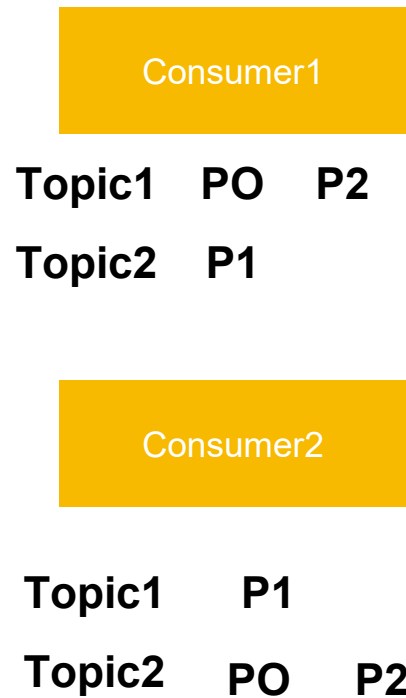 Consumer1
Topic1 PO P2
Topic2 P1
Consumer2
Topic1 P1
Topic2 PO P2